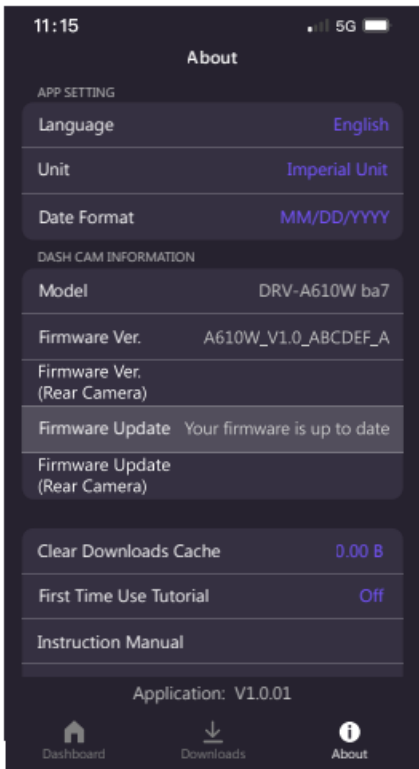 11:15 5G
About
APP SETTING
Language English
Unit Imperial Unit
Date Format MM/DD/YYYY
DASH CAM INFORMATION
Model DRV-A610W ba7
Firmware Ver. A610W_V1.0_ABCDEF_A
Firmware Ver.
(Rear Camera)
Firmware Update Your firmware is up to date
Firmware Update
(Rear Camera)
Clear Downloads Cache 0.00 B
First Time Use Tutorial Off
Instruction Manual
Application: V1.0.01
Dashboard Downloads About